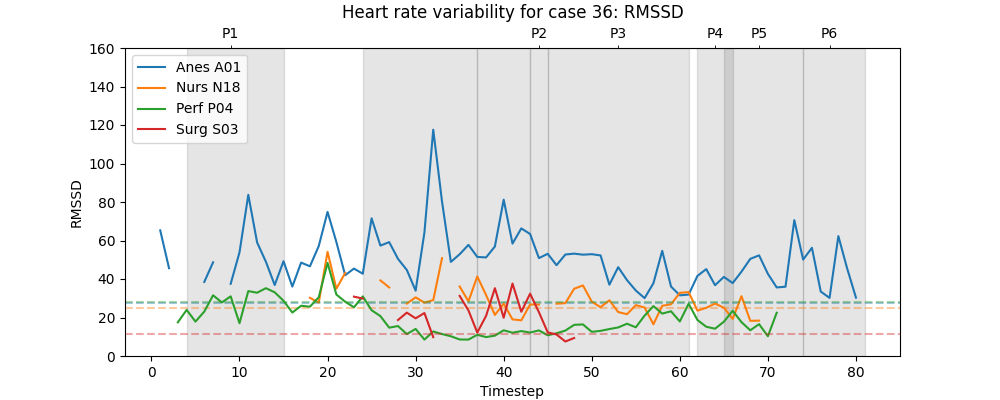 Heart rate variability for case 36: RMSSD
P1 P2 P3 P4 P5 P6
160
140
120
100
80
60
40
20
0
RMSSD
Anes A01
Nurs N18
Perf P04
Surg S03
0 10 20 30 40 50 60 70 80
Timestep